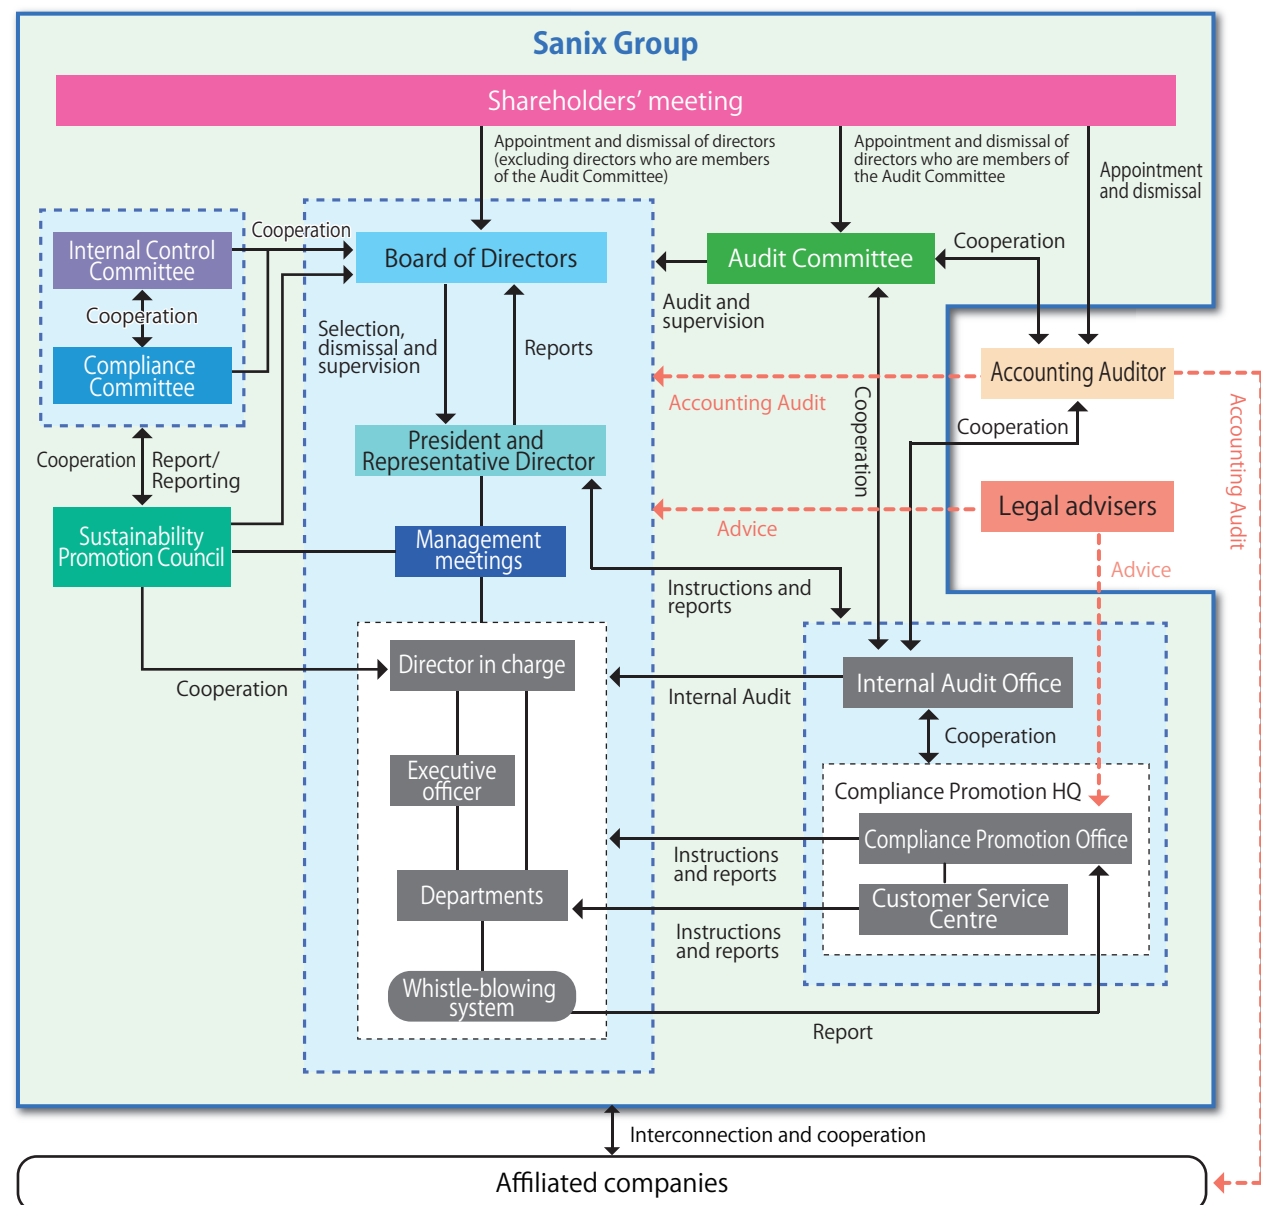 Sanix Group
Shareholders’ meeting
Appointment and dismissal of directors
(excluding directors who are members
of the Audit Committee)
Appointment and dismissal of
directors who are members of
the Audit Committee
Appointment
and dismissal
Internal Control
Committee
Cooperation
Compliance
Committee
Cooperation
Board of Directors
Audit Committee
Cooperation
Audit and
supervision
Selection,
dismissal and
supervision
Reports
Accounting Auditor
Accounting Audit
Cooperation
Cooperation
Accounting Audit
President and
Representative Director
Cooperation
Report/
Reporting
Legal advisers
Advice
Advice
Sustainability
Promotion Council
Management
meetings
Instructions and
reports
Director in charge
Cooperation
Internal Audit
Internal Audit Office
Cooperation
Executive
officer
Compliance Promotion HQ
Compliance Promotion Office
Instructions
and reports
Departments
Customer Service
Centre
Instructions
and reports
Whistle-blowing
system
Report
Interconnection and cooperation
Affiliated companies